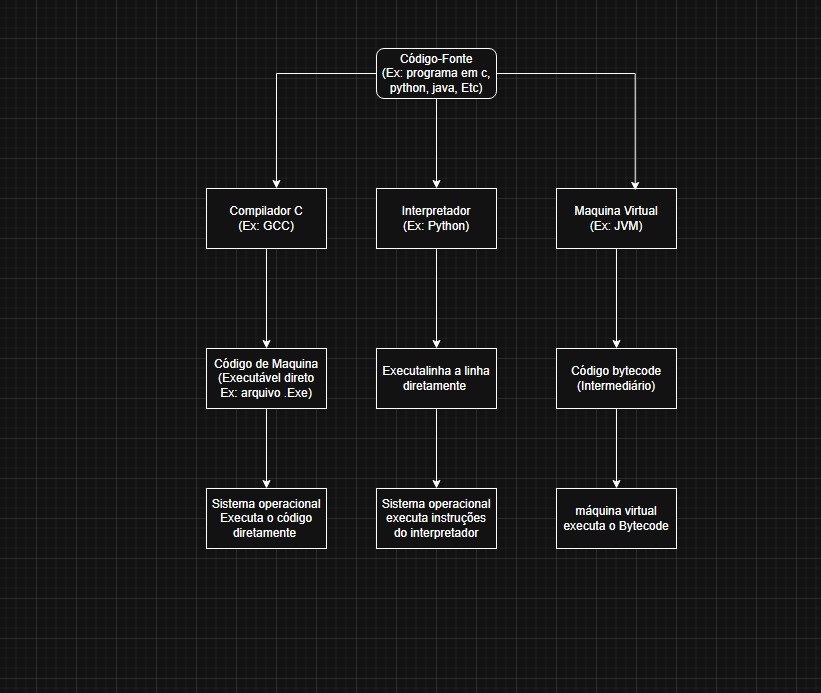 Código-Fonte
(Ex: programa em c,
python, java, Etc)
Compilador C
(Ex: GCC)
Interpretador
(Ex: Python)
Maquina Virtual
(Ex: JVM)
Código de Maquina
(Executável direto
Ex: arquivo .Exe)
Executalinha a linha
diretamente
Código bytecode
(Intermediário)
Sistema operacional
Executa o código
diretamente
Sistema operacional
executa instruções
do interpretador
máquina virtual
executa o Bytecode